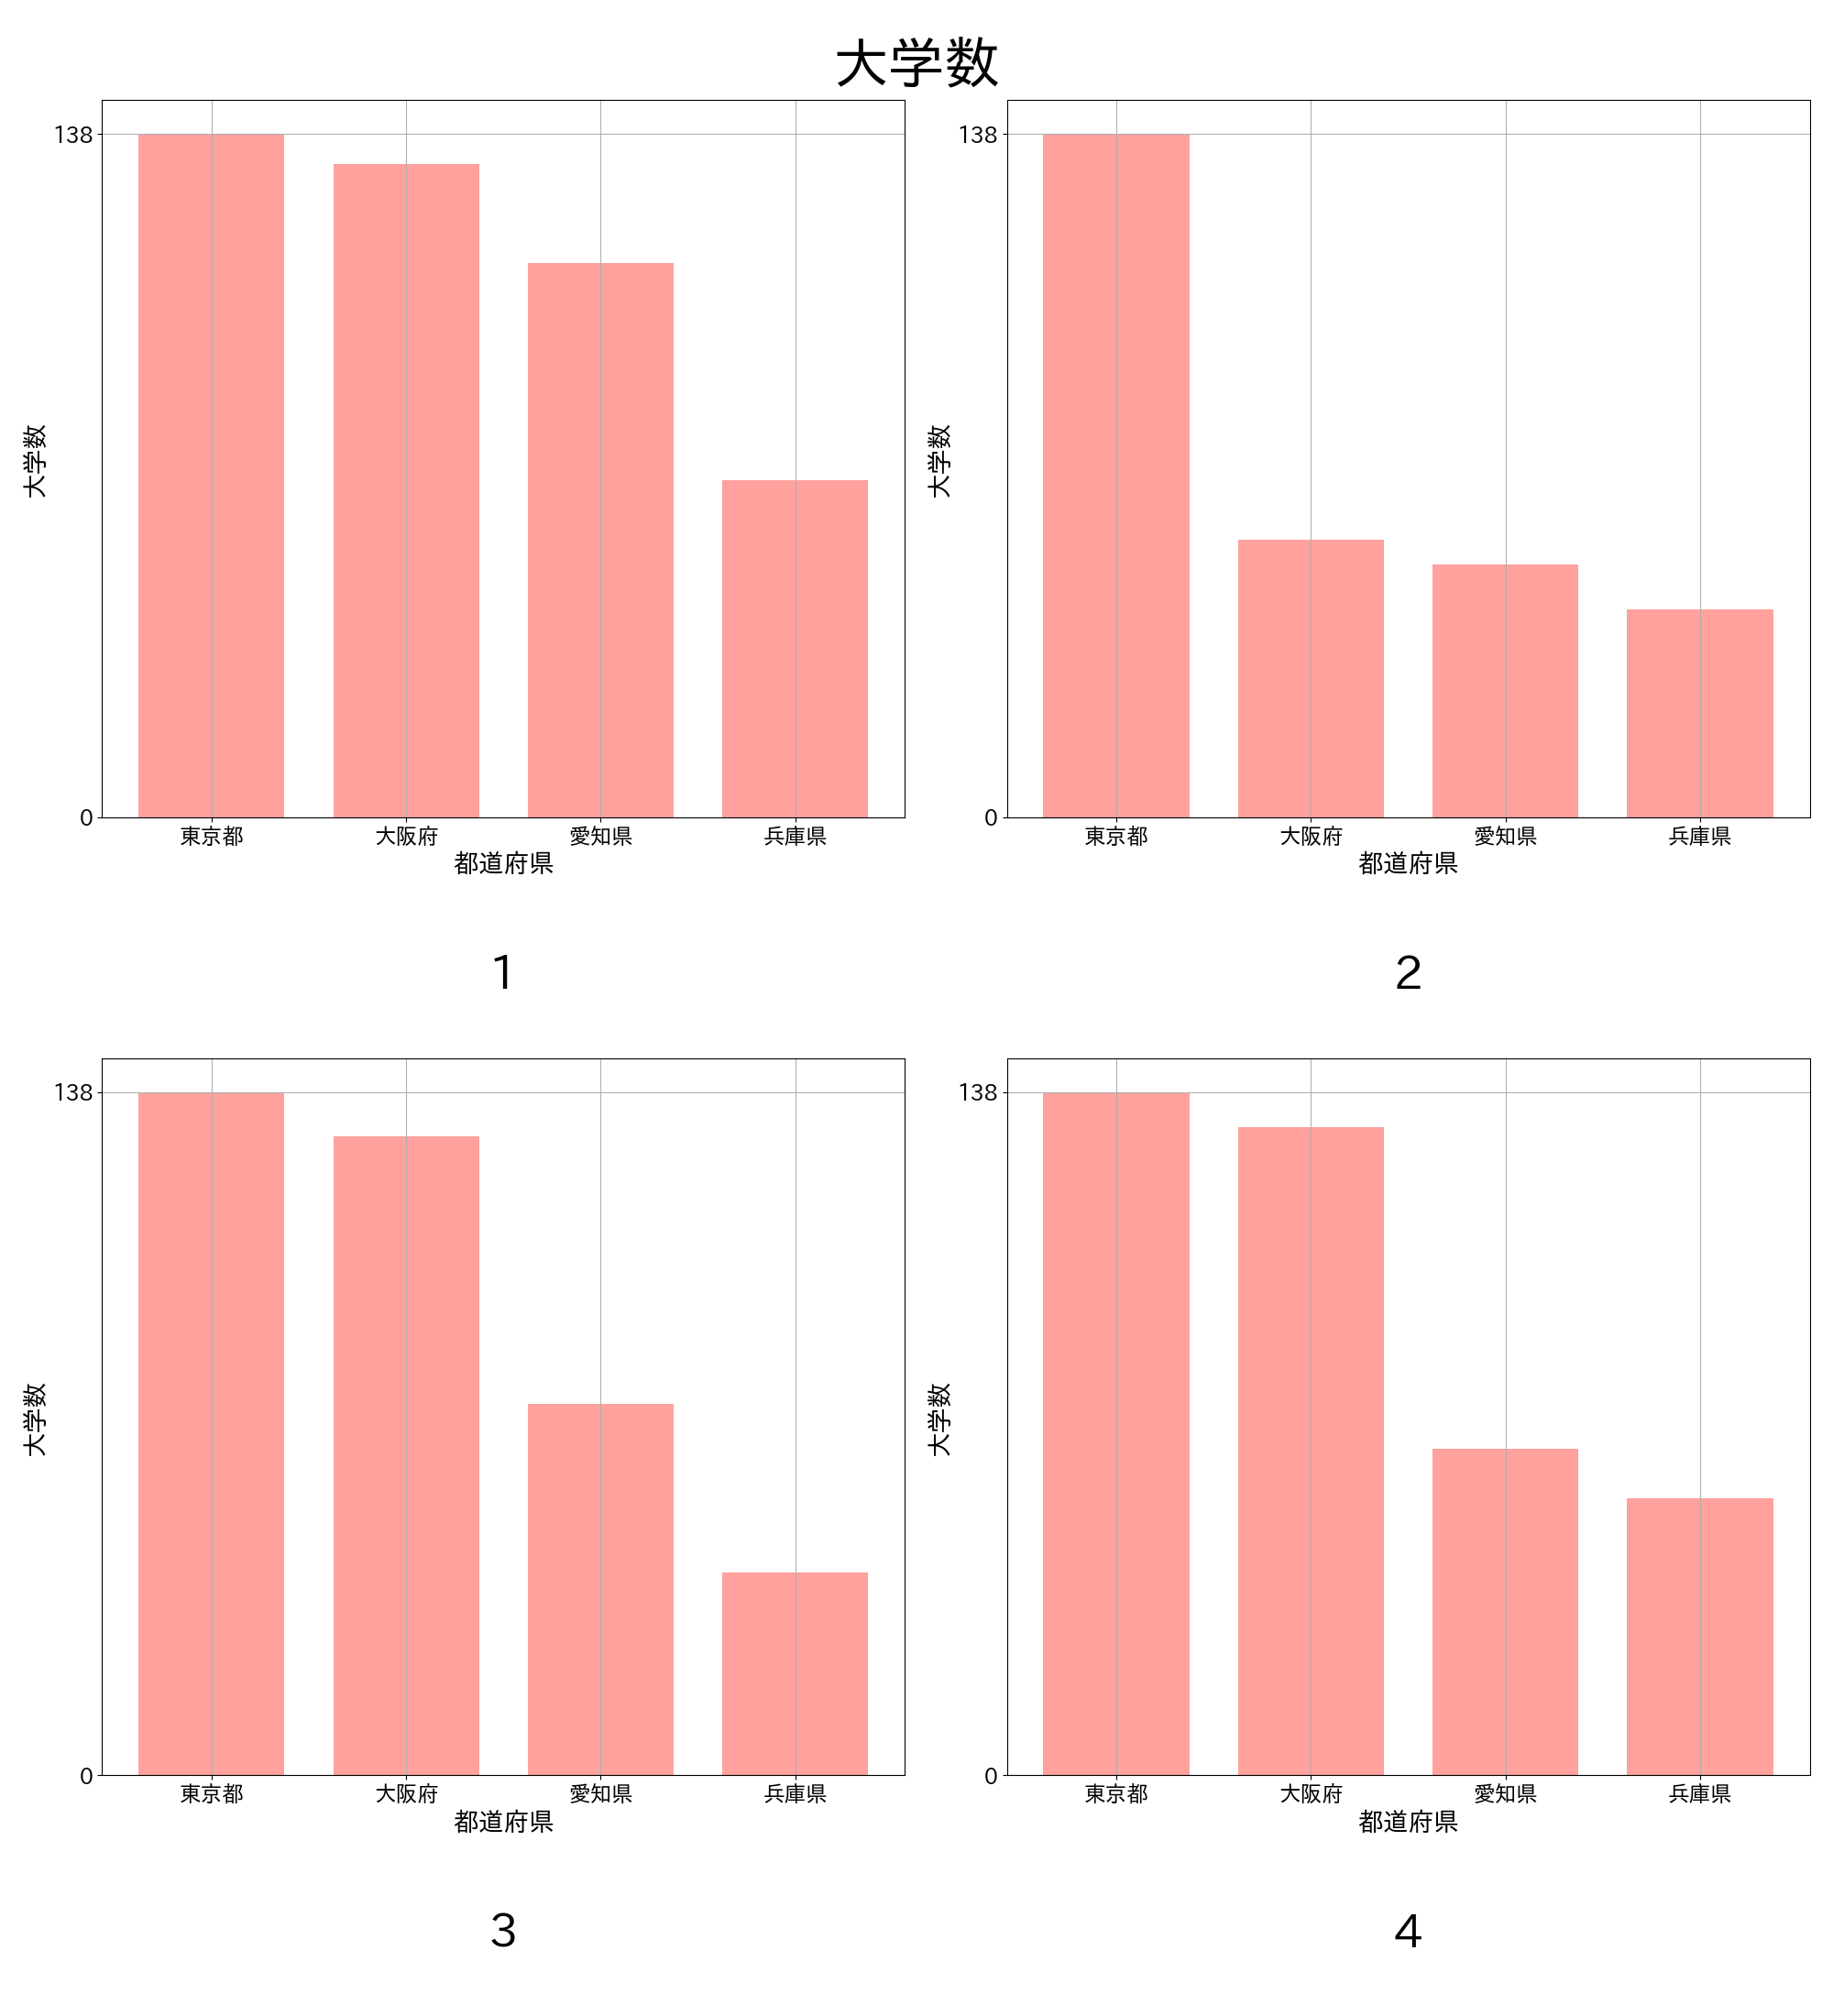 大学数
138
0
大学数
東京都 大阪府 愛知県 兵庫県
都道府県
1
138
0
大学数
東京都 大阪府 愛知県 兵庫県
都道府県
2
138
0
大学数
東京都 大阪府 愛知県 兵庫県
都道府県
3
138
0
大学数
東京都 大阪府 愛知県 兵庫県
都道府県
4